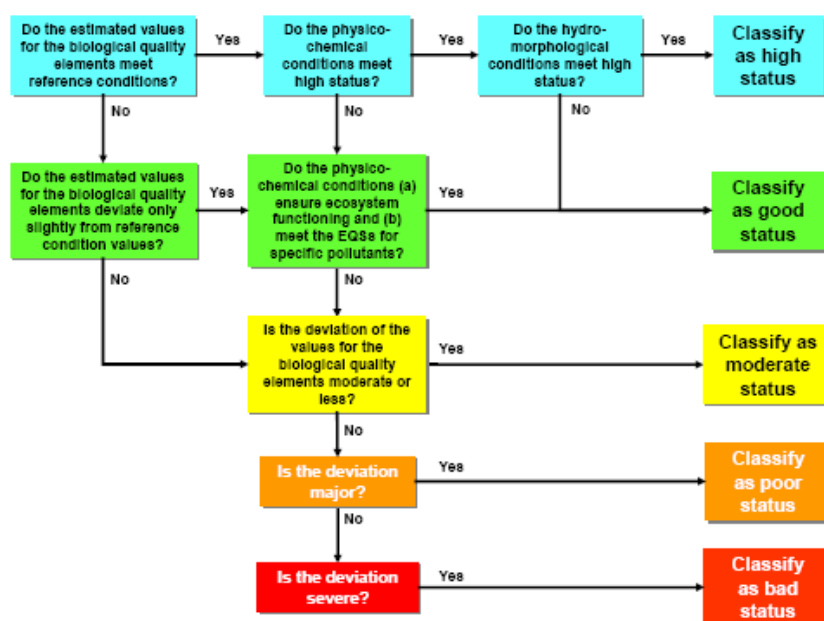 Do the estimated values
for the biological quality
elements meet
reference conditions?
Yes
Do the physico-
chemical
conditions meet
high status?
Yes
Do the hydro-
morphological
conditions meet high
status?
Yes
Classify
as high
status
No
No
No
Do the estimated values
for the biological quality
elements deviate only
slightly from reference
condition values?
Yes
Do the physico-
chemical conditions (a)
ensure ecosystem
functioning and (b)
meet the EQSs for
specific pollutants?
Yes
Classify
as good
status
No
No
Is the deviation of the
values for the
biological quality
elements moderate or
less?
Yes
Classify as
moderate
status
No
Is the deviation
major?
Yes
Classify
as poor
status
No
Is the deviation
severe?
Yes
Classify
as bad
status